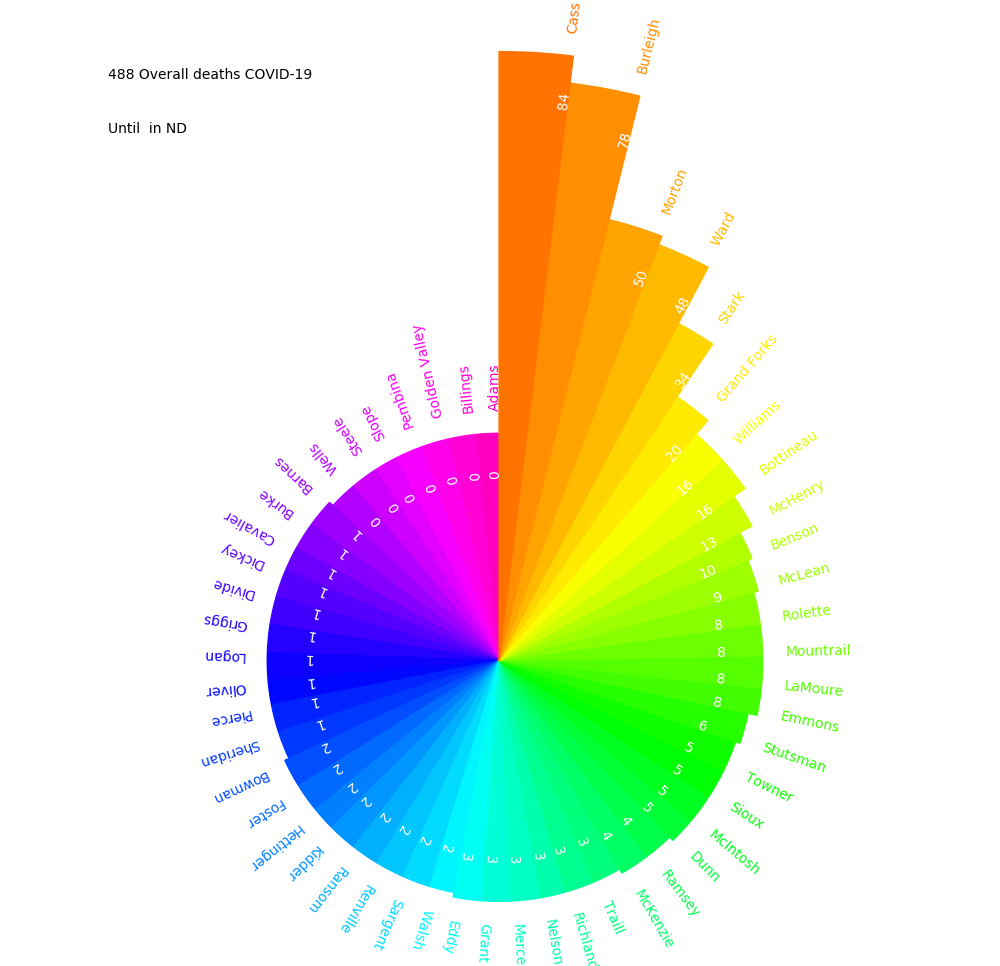 488 Overall deaths COVID-19
Until in ND
Cass
84
Burleigh
78
Morton
50
Ward
48
Stark
34
Grand Forks
20
Williams
16
Bottineau
16
McHenry
13
Benson
10
McLean
9
Rolette
8
Mountrail
8
LaMoure
8
Emmons
8
Stutsman
6
Towner
5
Sioux
5
McIntosh
5
Dunn
5
Ramsey
4
McKenzie
4
Traill
3
Richland
3
Nelson
3
Merce
3
Grant
3
Eddy
3
Walsh
2
Sargent
2
Renville
2
Ransom
2
Kidder
2
Hettinger
2
Foster
2
Bowman
2
Sheridan
1
Pierce
1
Oliver
1
Logan
1
Griggs
1
Divide
1
Dickey
1
Cavalier
1
Burke
1
Barnes
1
Wells
0
Steele
0
Slope
0
Pembina
0
Golden Valley
0
Billings
0
Adams
0